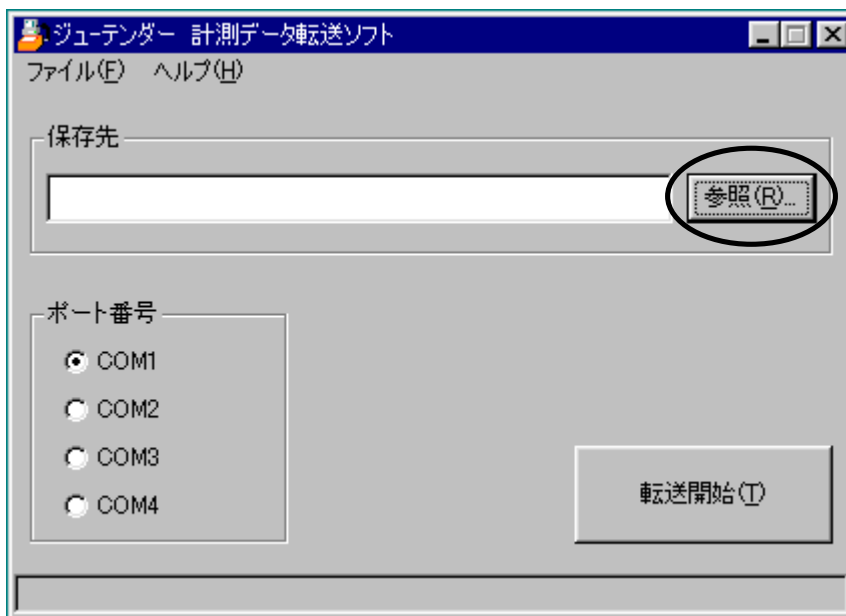 ジューテンダー 計測データ転送ソフト
ファイル(F) ヘルプ(H)
保存先
参照(R)...
ポート番号
COM1
COM2
COM3
COM4
転送開始(T)